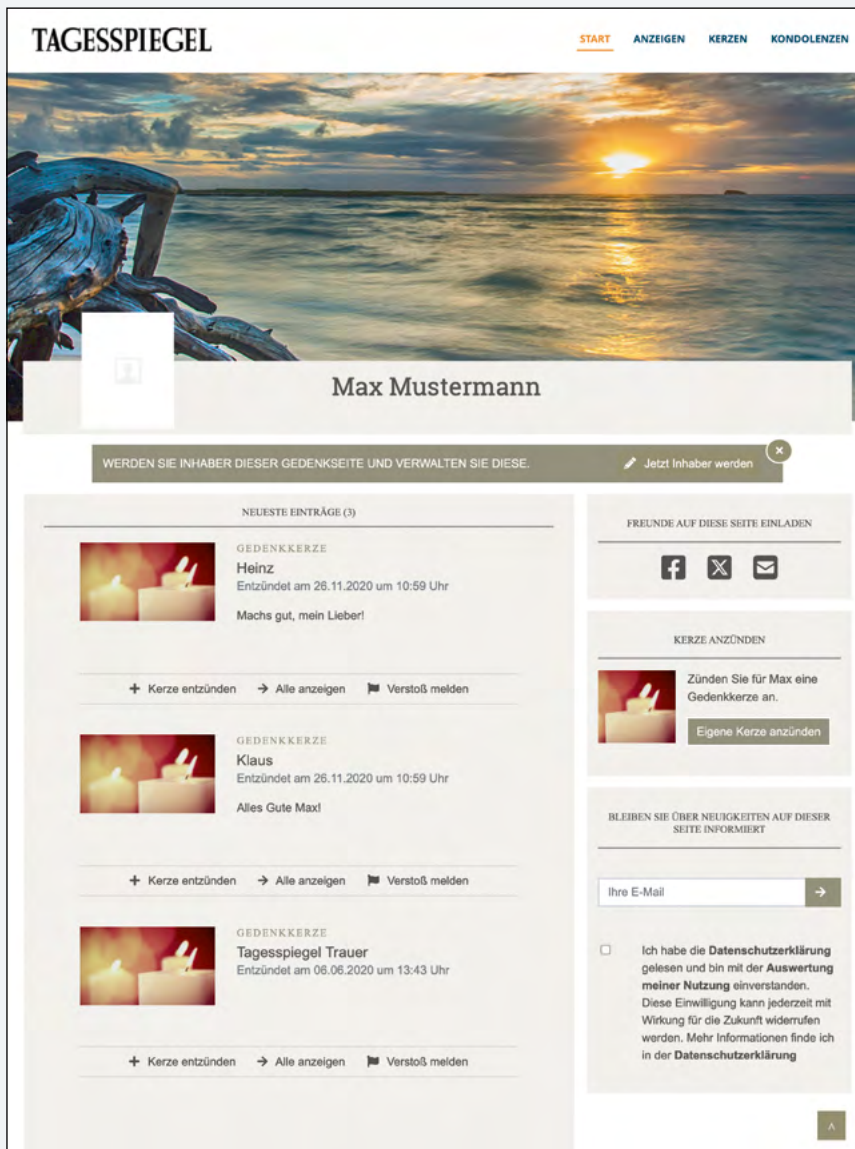 TAGESSPIEGEL
START ANZEIGEN KERZEN KONDOLENZEN
Max Mustermann
WERDEN SIE INHABER DIESER GEDENKSEITE UND VERWALTEN SIE DIESE. Jetzt Inhaber werden
NEUESTE EINTRÄGE (3)
GEDENKKERZE
Heinz
Entzündet am 26.11.2020 um 10:59 Uhr
Machs gut, mein Lieber!
Kerze entzünden Alle anzeigen Verstoß melden
GEDENKKERZE
Klaus
Entzündet am 26.11.2020 um 10:59 Uhr
Alles Gute Max!
Kerze entzünden Alle anzeigen Verstoß melden
GEDENKKERZE
Tagesspiegel Trauer
Entzündet am 06.06.2020 um 13:43 Uhr
Kerze entzünden Alle anzeigen Verstoß melden
FREUNDE AUF DIESE SEITE EINLADEN
KERZE ANZÜNDEN
Zünden Sie für Max eine
Gedenkkerze an.
Eigene Kerze anzünden
BLEIBEN SIE ÜBER NEUIGKEITEN AUF DIESER
SEITE INFORMIERT
Ihre E-Mail
Ich habe die Datenschutzerklärung
gelesen und bin mit der Auswertung
meiner Nutzung einverstanden.
Diese Einwilligung kann jederzeit mit
Wirkung für die Zukunft widerrufen
werden. Mehr Informationen finde ich
in der Datenschutzerklärung